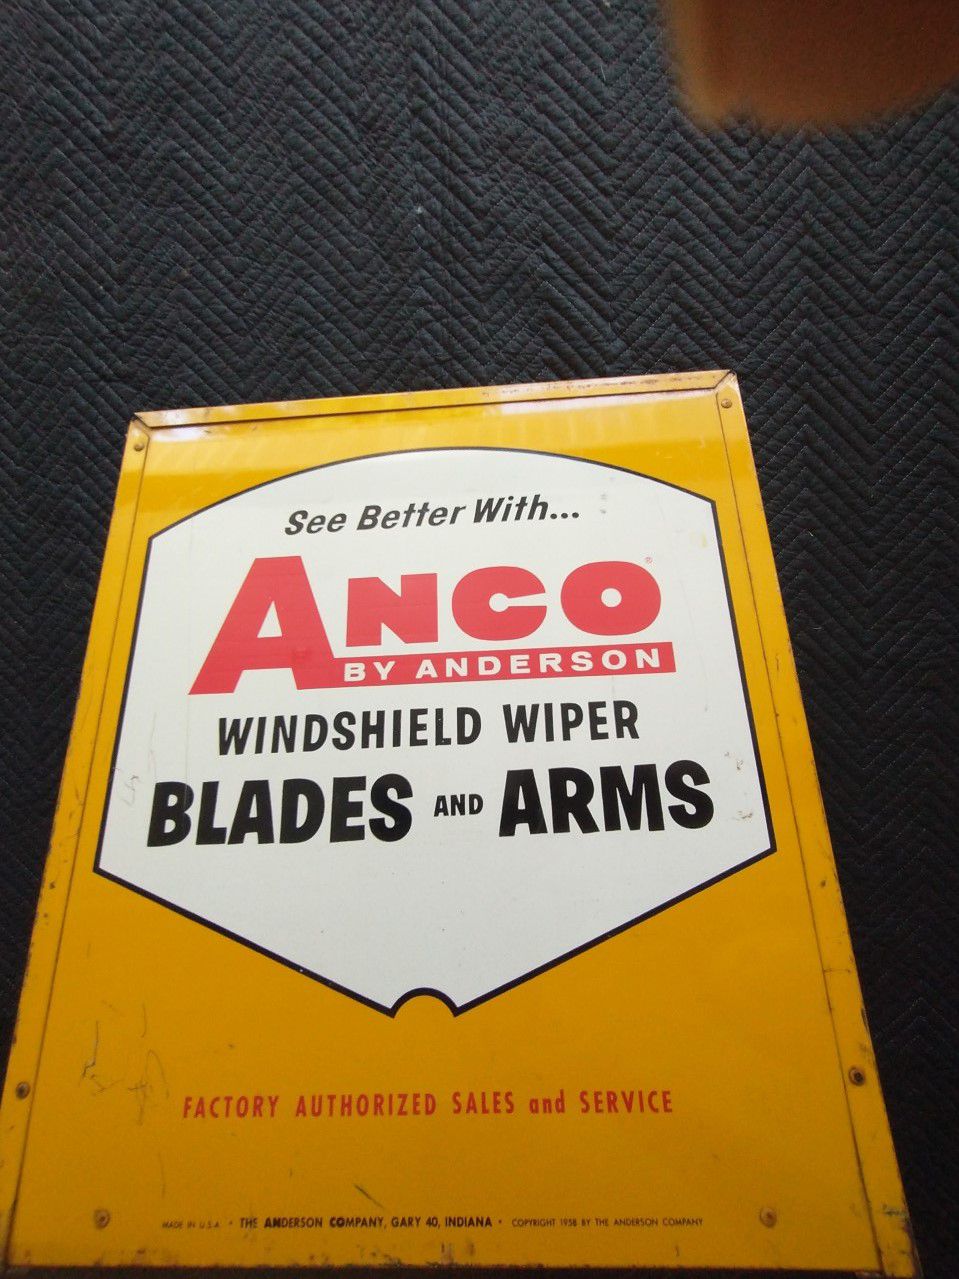 See Better With...
ANCO®
BY ANDERSON
WINDSHIELD WIPER
BLADES AND ARMS
FACTORY AUTHORIZED SALES and SERVICE
MADE IN U.S.A • THE ANDERSON COMPANY, GARY 40, INDIANA • COPYRIGHT 1958 BY THE ANDERSON COMPANY